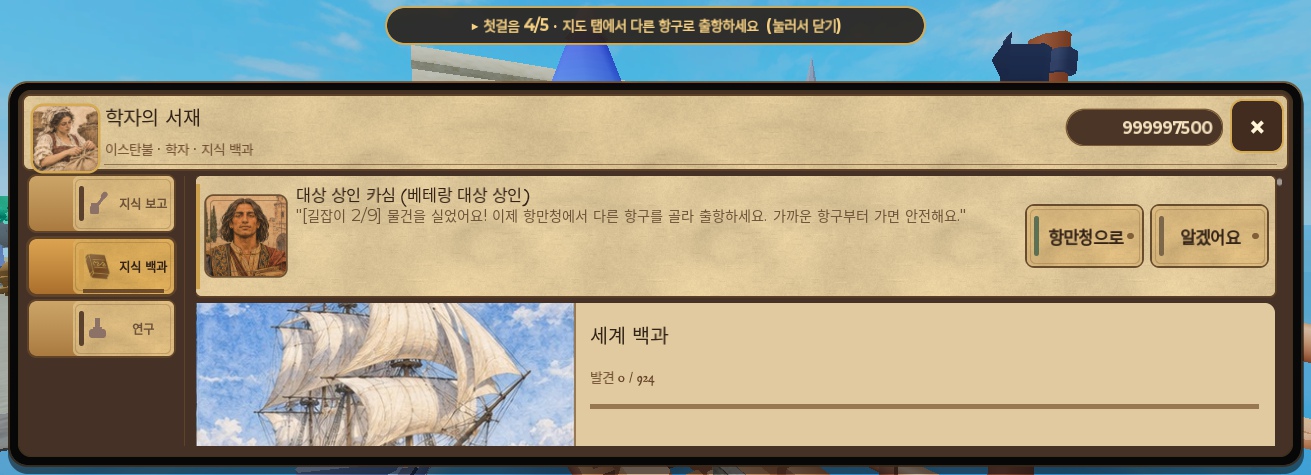 ▸ 첫걸음 4/5 · 지도 탭에서 다른 항구로 출항하세요 (눌러서 닫기)
학자의 서재
이스탄불 · 학자 · 지식 백과
999997500
×
지식 보고
지식 백과
연구
대상 상인 카심 (베테랑 대상 상인)
"[길잡이 2/9] 물건을 실었어요! 이제 항만청에서 다른 항구를 골라 출항하세요. 가까운 항구부터 가면 안전해요."
항만청으로
알겠어요
세계 백과
발견 0 / 924